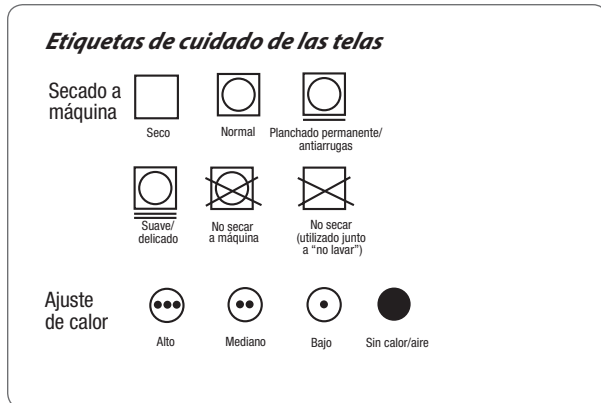 Etiquetas de cuidado de las telas
Secado a
máquina
Seco
Normal
Planchado permanente/
antiarrugas
Suave/
delicado
No secar
a máquina
No secar
(utilizado junto
a “no lavar”)
Ajuste
de calor
Alto
Mediano
Bajo
Sin calor/aire